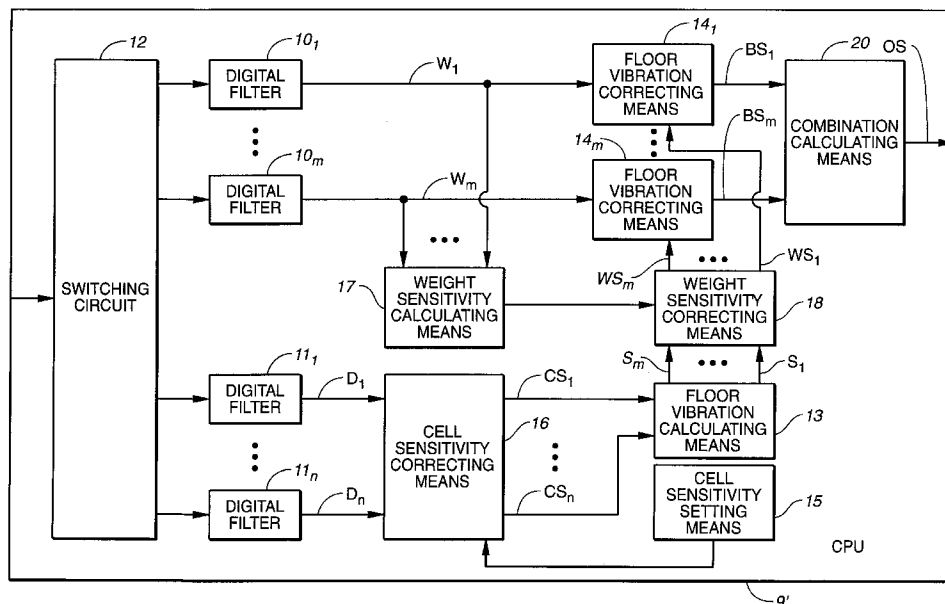 12
SWITCHING
CIRCUIT
10₁
DIGITAL
FILTER
W₁
10ₘ
DIGITAL
FILTER
Wₘ
14₁
FLOOR
VIBRATION
CORRECTING
MEANS
BS₁
14ₘ
FLOOR
VIBRATION
CORRECTING
MEANS
BSₘ
20
COMBINATION
CALCULATING
MEANS
OS
17
WEIGHT
SENSITIVITY
CALCULATING
MEANS
WSₘ
WS₁
WEIGHT
SENSITIVITY
CORRECTING
MEANS
18
Sₘ
S₁
11₁
DIGITAL
FILTER
D₁
11ₙ
DIGITAL
FILTER
Dₙ
CELL
SENSITIVITY
CORRECTING
MEANS
16
CS₁
CSₙ
FLOOR
VIBRATION
CALCULATING
MEANS
13
CELL
SENSITIVITY
SETTING
MEANS
15
CPU
9'